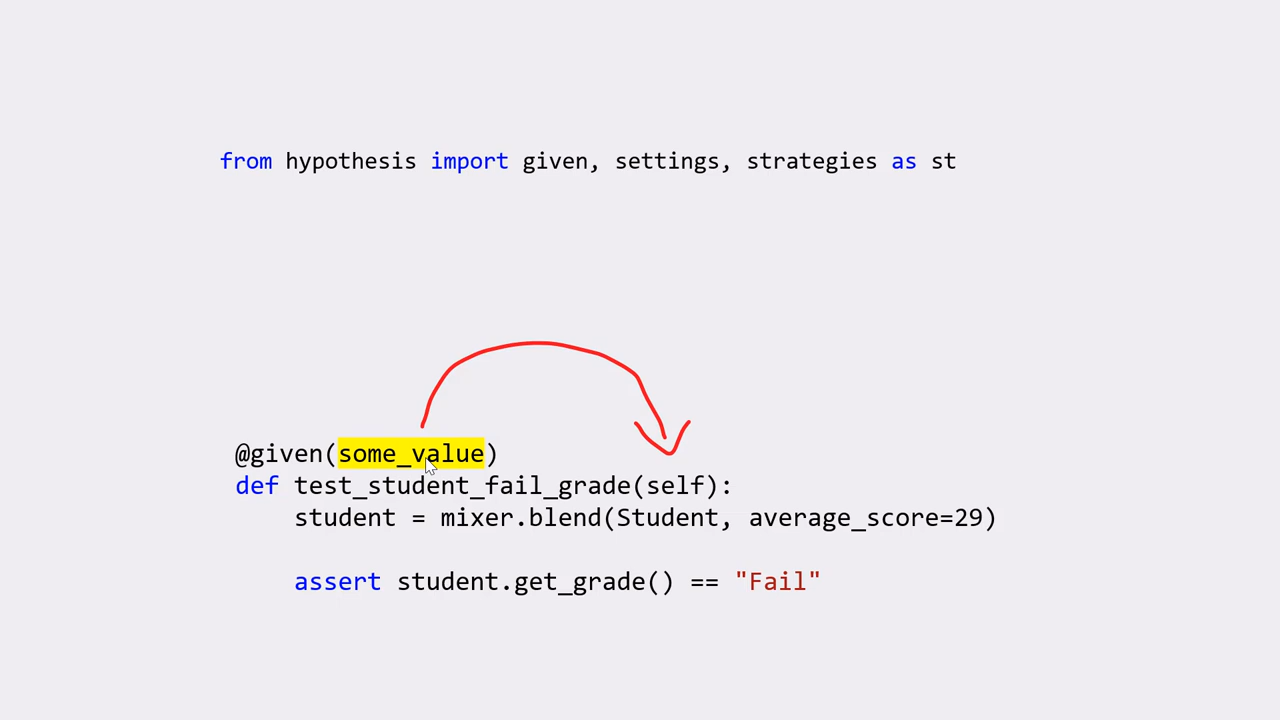 from hypothesis import given, settings, strategies as st
@given(some_value)
def test_student_fail_grade(self):
student = mixer.blend(Student, average_score=29)
assert student.get_grade() == "Fail"